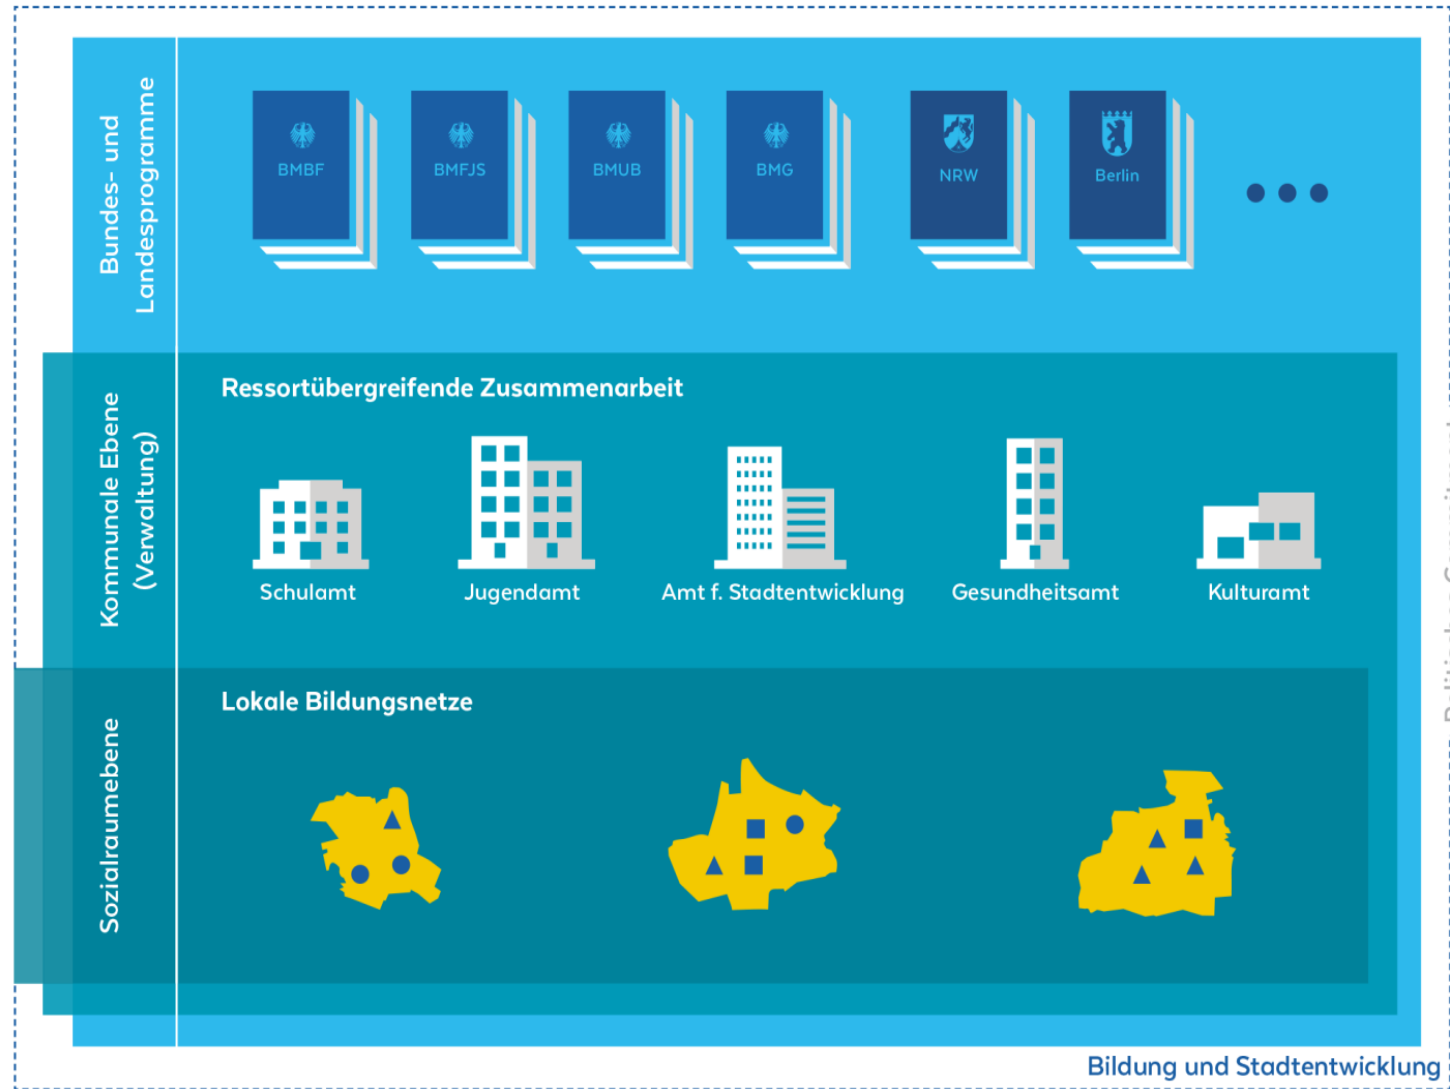 Bundes- und
Landesprogramme
BMBF
BMFJS
BMUB
BMG
NRW
Berlin
Kommunale Ebene
(Verwaltung)
Ressortübergreifende Zusammenarbeit
Schulamt
Jugendamt
Amt f. Stadtentwicklung
Gesundheitsamt
Kulturamt
Sozialraumebene
Lokale Bildungsnetze
Bildung und Stadtentwicklung